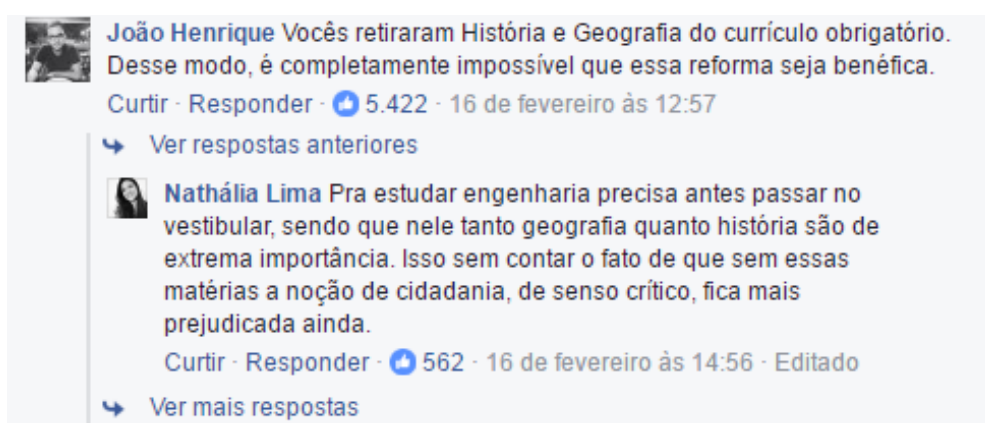 João Henrique Vocês retiraram História e Geografia do currículo obrigatório.
Desse modo, é completamente impossível que essa reforma seja benéfica.
Curtir · Responder · 5.422 · 16 de fevereiro às 12:57
Ver respostas anteriores
Nathália Lima Pra estudar engenharia precisa antes passar no
vestibular, sendo que nele tanto geografia quanto história são de
extrema importância. Isso sem contar o fato de que sem essas
matérias a noção de cidadania, de senso crítico, fica mais
prejudicada ainda.
Curtir · Responder · 562 · 16 de fevereiro às 14:56 · Editado
Ver mais respostas